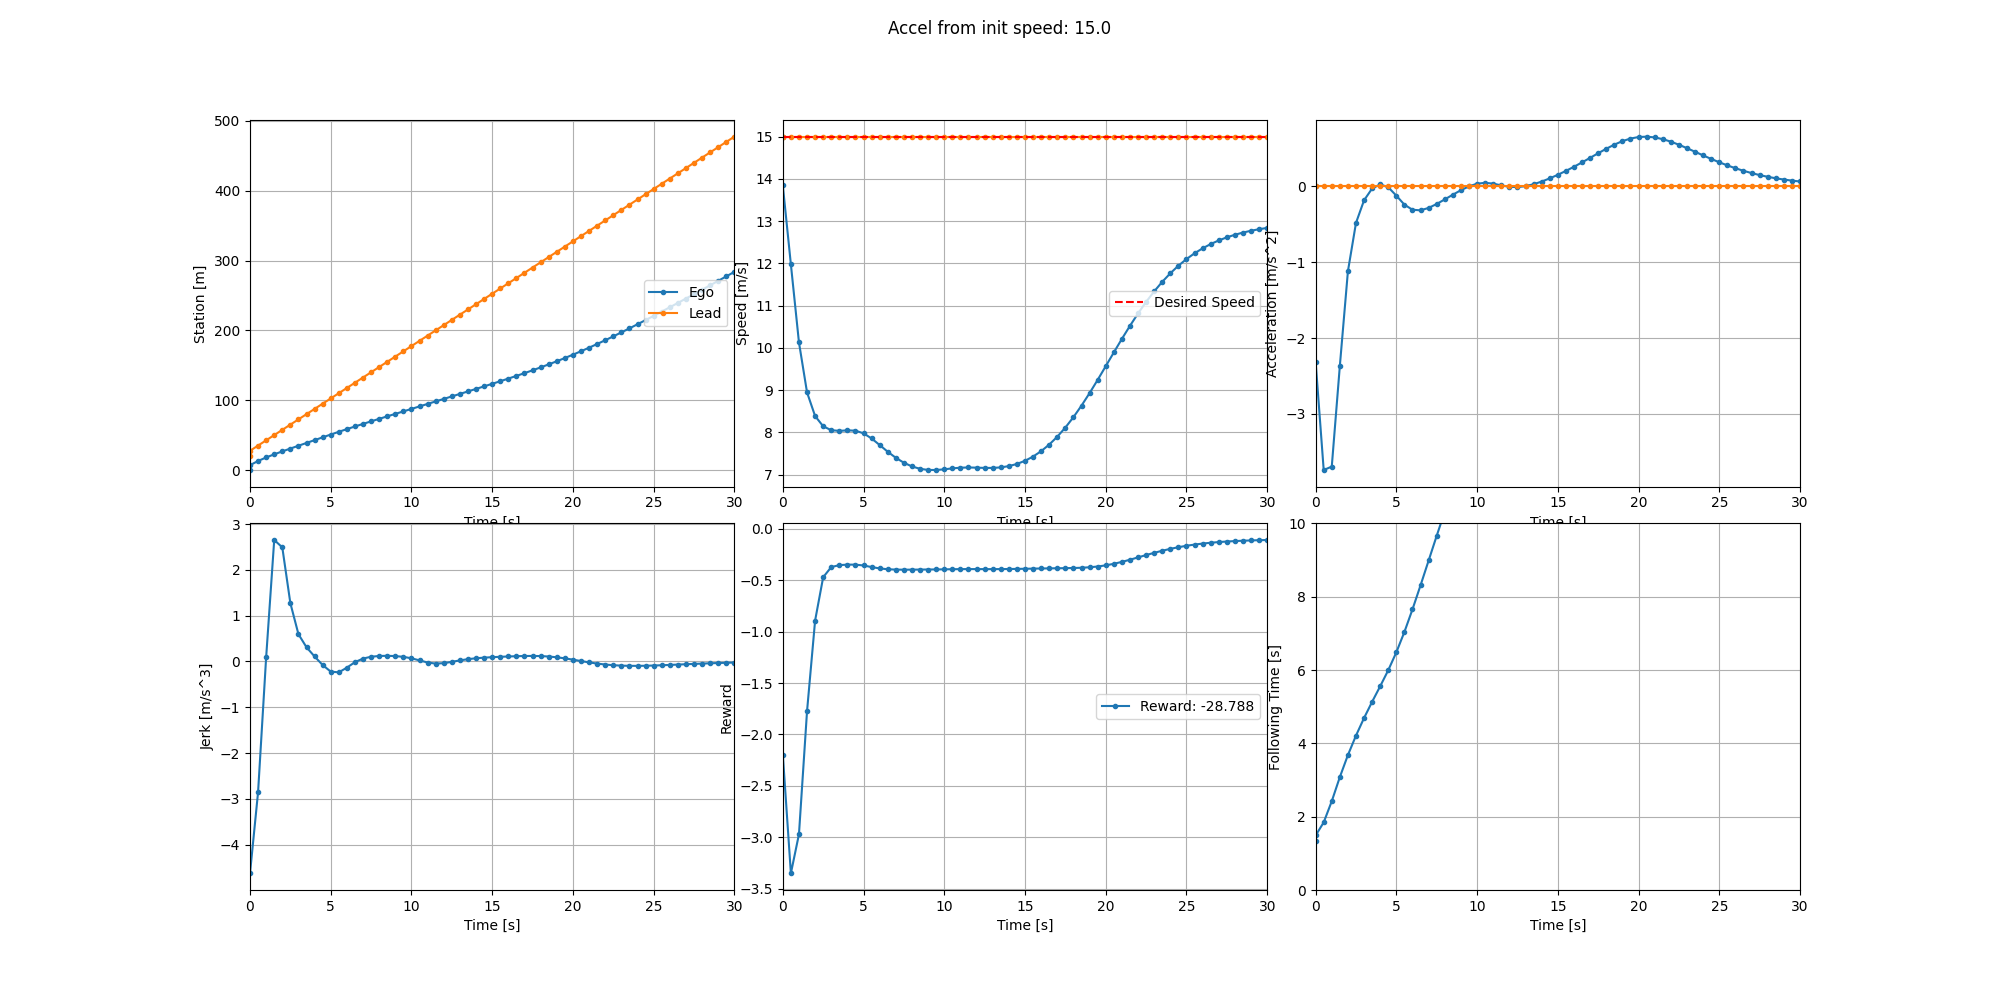 Accel from init speed: 15.0
Station [m]
500
400
300
200
100
0
Ego
Lead
0 5 10 15 20 25 30
Time [s]
Speed [m/s]
15
14
13
12
11
10
9
8
7
Desired Speed
0 5 10 15 20 25 30
Time [s]
Acceleration [m/s^2]
0
−1
−2
−3
0 5 10 15 20 25 30
Time [s]
Jerk [m/s^3]
3
2
1
0
−1
−2
−3
−4
0 5 10 15 20 25 30
Time [s]
Reward
0.0
−0.5
−1.0
−1.5
−2.0
−2.5
−3.0
−3.5
Reward: -28.788
0 5 10 15 20 25 30
Time [s]
Following Time [s]
10
8
6
4
2
0
0 5 10 15 20 25 30
Time [s]